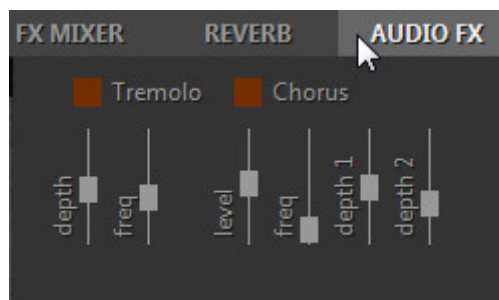 FX MIXER REVERB AUDIO FX
Tremolo Chorus
depth freq level freq depth 1 depth 2